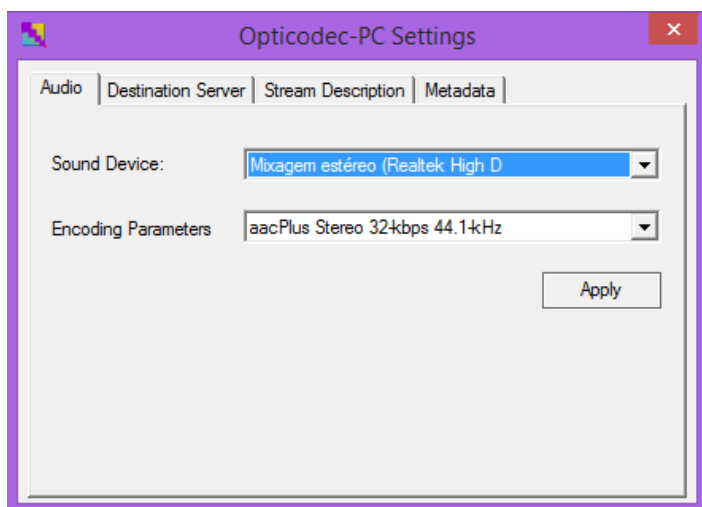 Opticodec-PC Settings
Audio Destination Server Stream Description Metadata
Sound Device: Mixagem estéreo (Realtek High D
Encoding Parameters aacPlus Stereo 32-kbps 44.1-kHz
Apply